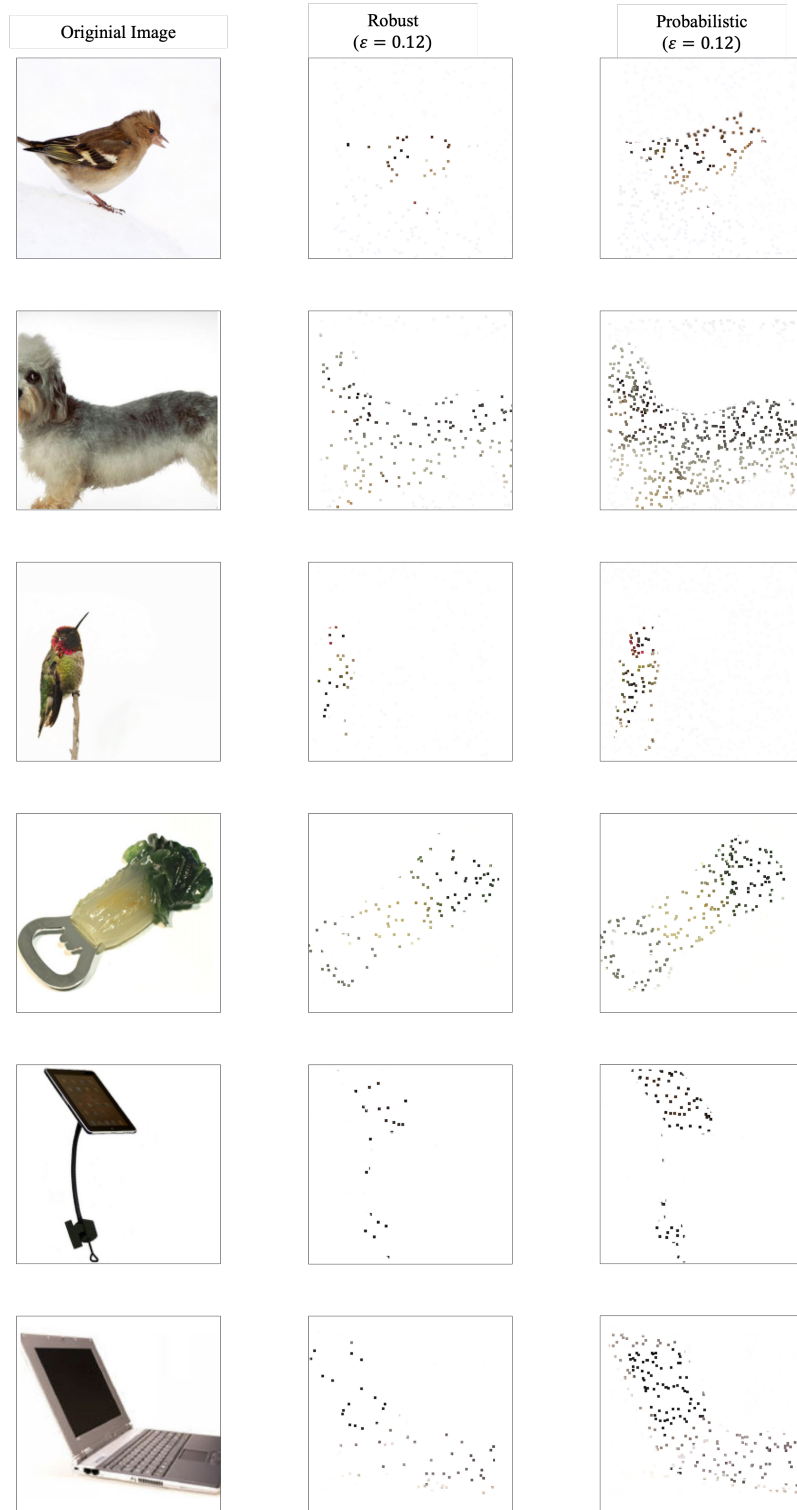 Originial Image
Robust
(ε = 0.12)
Probabilistic
(ε = 0.12)